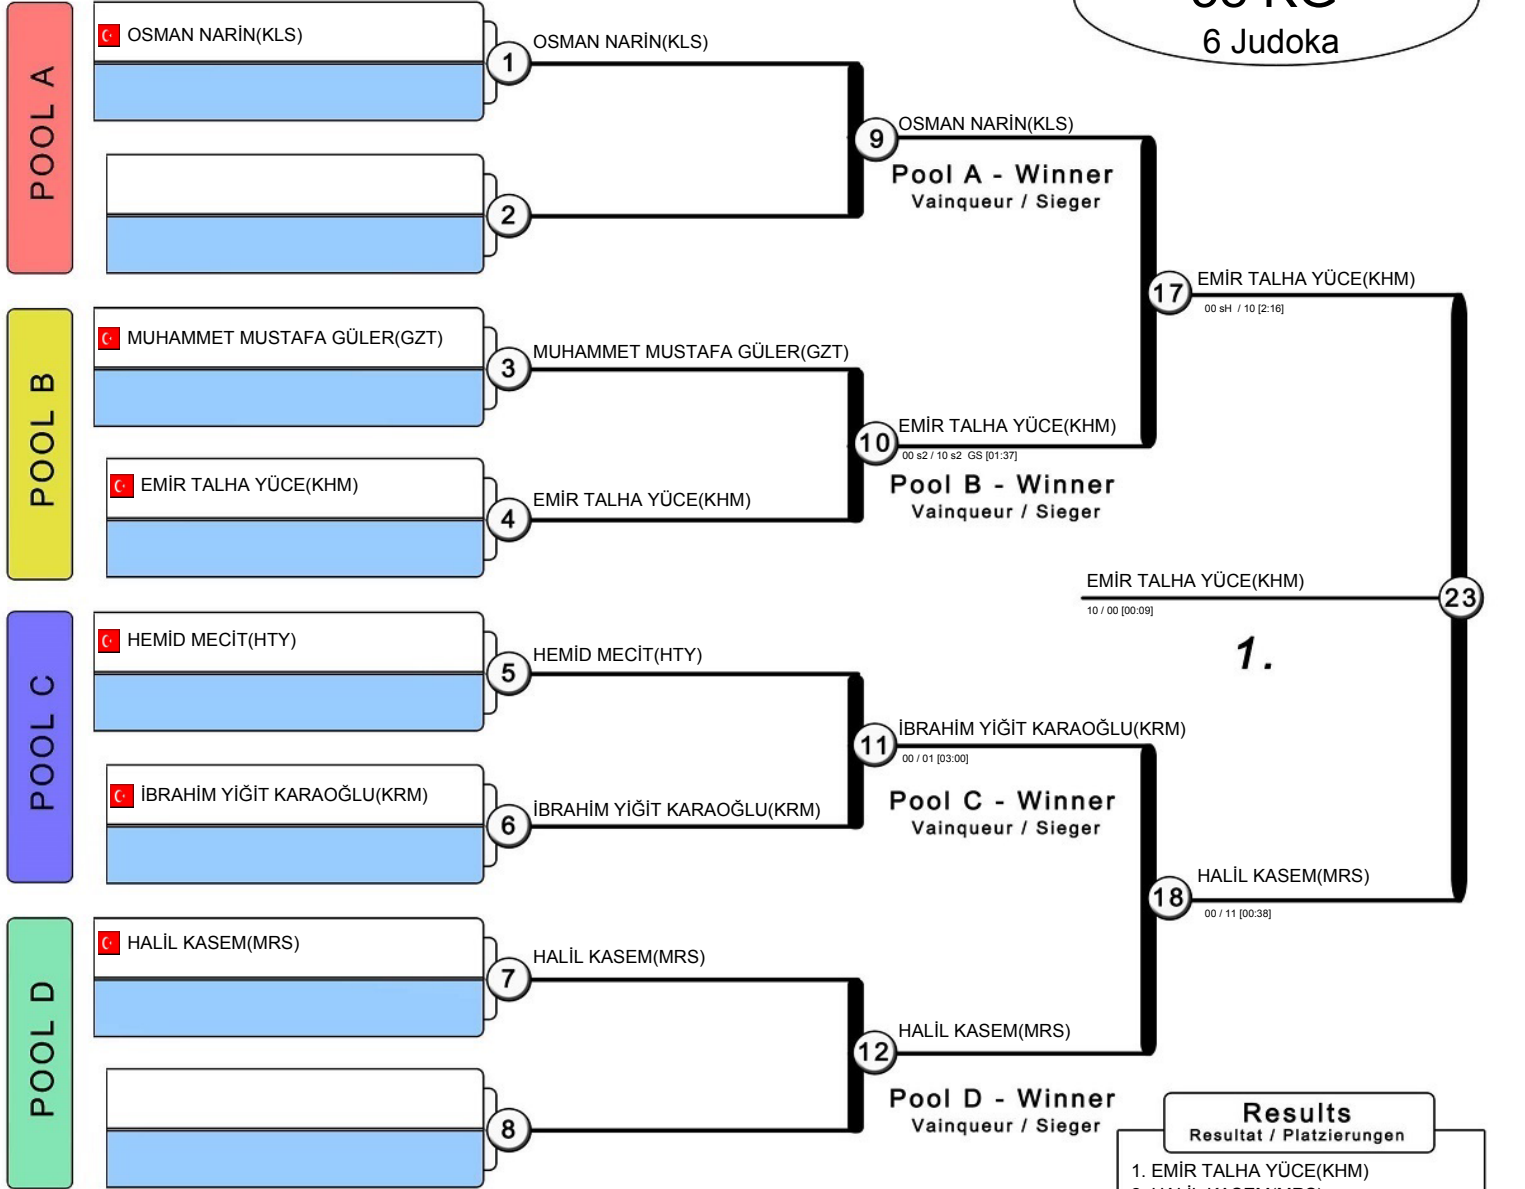 6 Judoka
POOL A
OSMAN NARİN(KLS)
1
OSMAN NARİN(KLS)
2
9
OSMAN NARİN(KLS)
Pool A - Winner
Vainqueur / Sieger
POOL B
MUHAMMET MUSTAFA GÜLER(GZT)
3
MUHAMMET MUSTAFA GÜLER(GZT)
EMİR TALHA YÜCE(KHM)
4
EMİR TALHA YÜCE(KHM)
10
EMİR TALHA YÜCE(KHM)
00 s2 / 10 s2 GS [01:37]
Pool B - Winner
Vainqueur / Sieger
17
EMİR TALHA YÜCE(KHM)
00 sH / 10 [2:16]
EMİR TALHA YÜCE(KHM)
23
10 / 00 [00:09]
1.
POOL C
HEMİD MECİT(HTY)
5
HEMİD MECİT(HTY)
İBRAHİM YİĞİT KARAOĞLU(KRM)
6
İBRAHİM YİĞİT KARAOĞLU(KRM)
11
İBRAHİM YİĞİT KARAOĞLU(KRM)
00 / 01 [03:00]
Pool C - Winner
Vainqueur / Sieger
POOL D
HALİL KASEM(MRS)
7
HALİL KASEM(MRS)
8
12
HALİL KASEM(MRS)
Pool D - Winner
Vainqueur / Sieger
18
HALİL KASEM(MRS)
00 / 11 [00:38]
Results
Resultat / Platzierungen
1. EMİR TALHA YÜCE(KHM)